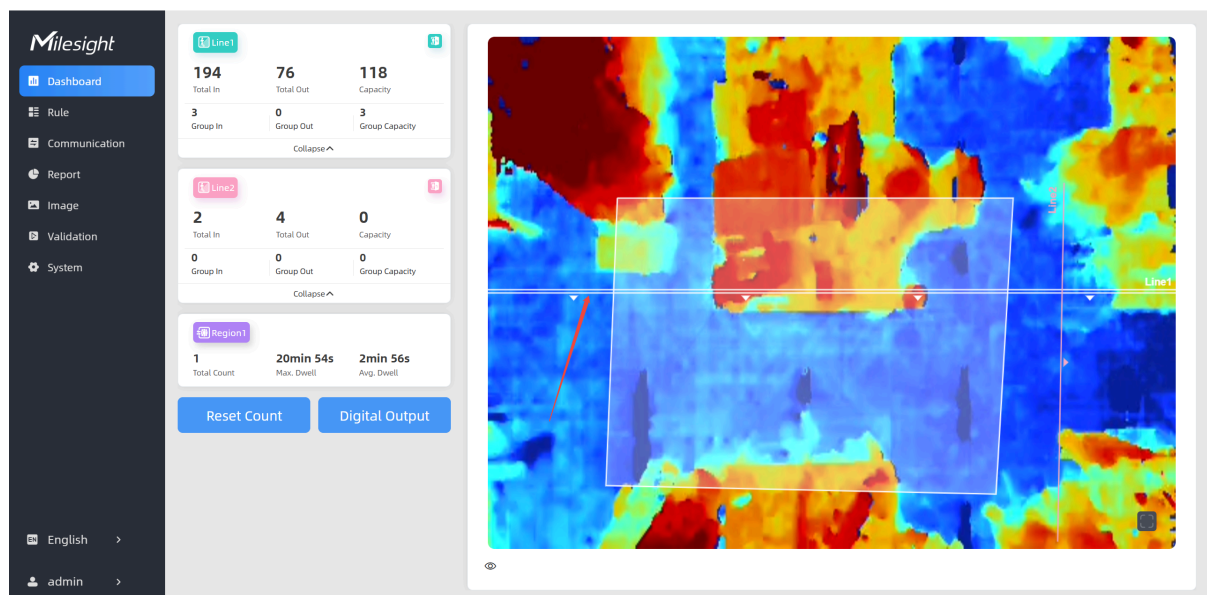 Milesight
Dashboard
Rule
Communication
Report
Image
Validation
System
EN English >
admin >
Line1
194 76 118
Total In Total Out Capacity
3 0 3
Group In Group Out Group Capacity
Collapse
Line2
2 4 0
Total In Total Out Capacity
0 0 0
Group In Group Out Group Capacity
Collapse
Region1
1 20min 54s 2min 56s
Total Count Max. Dwell Avg. Dwell
Reset Count Digital Output
Line2
Line1